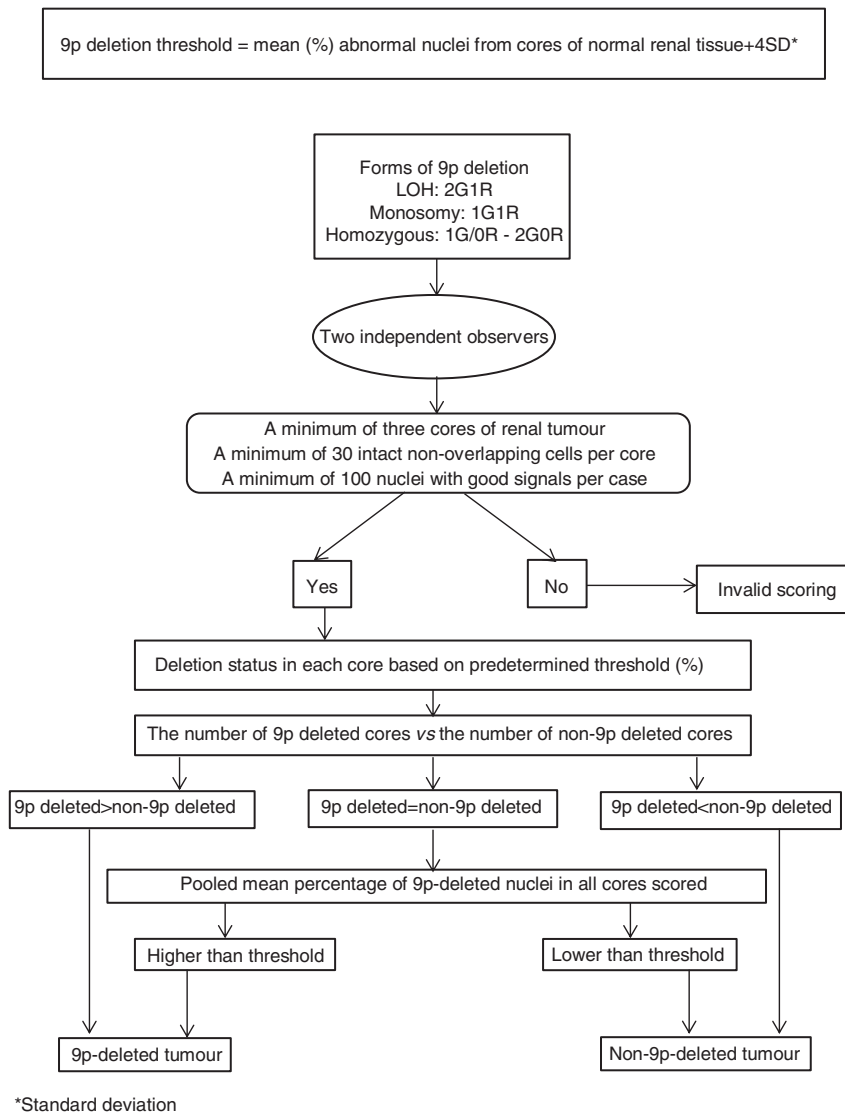 9p deletion threshold = mean (%) abnormal nuclei from cores of normal renal tissue+4SD*
Forms of 9p deletion
LOH: 2G1R
Monosomy: 1G1R
Homozygous: 1G/0R - 2G0R
Two independent observers
A minimum of three cores of renal tumour
A minimum of 30 intact non-overlapping cells per core
A minimum of 100 nuclei with good signals per case
Yes
No
Invalid scoring
Deletion status in each core based on predetermined threshold (%)
The number of 9p deleted cores vs the number of non-9p deleted cores
9p deleted>non-9p deleted
9p deleted=non-9p deleted
9p deleted<non-9p deleted
Pooled mean percentage of 9p-deleted nuclei in all cores scored
Higher than threshold
Lower than threshold
9p-deleted tumour
Non-9p-deleted tumour
*Standard deviation